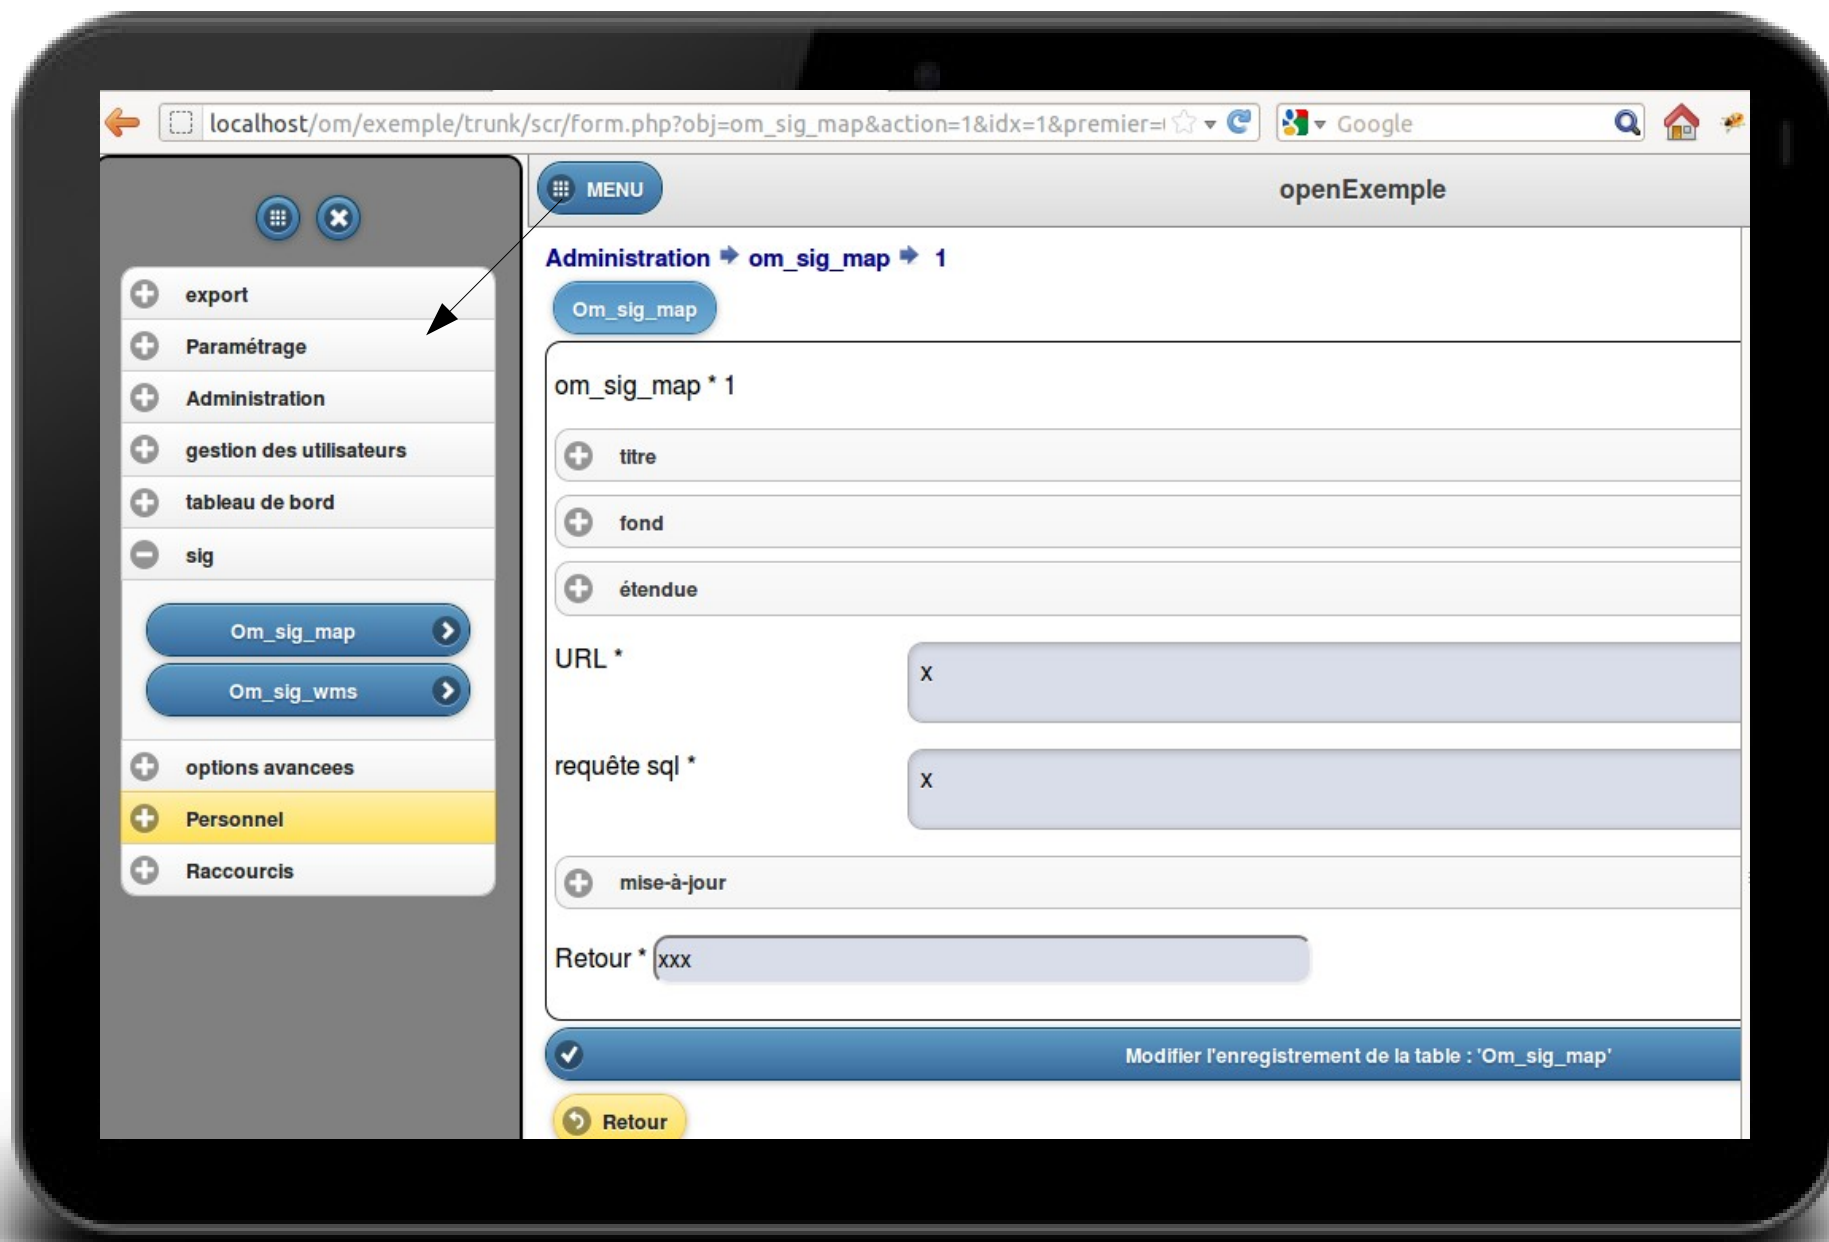 localhost/om/exemple/trunk/scr/form.php?obj=om_sig_map&action=1&idx=1&premier=
Google
MENU
openExemple
export
Paramétrage
Administration
gestion des utilisateurs
tableau de bord
sig
Om_sig_map
Om_sig_wms
options avancees
Personnel
Raccourcis
Administration om_sig_map 1
Om_sig_map
om_sig_map * 1
titre
fond
étendue
URL * x
requête sql * x
mise-à-jour
Retour * xxx
Modifier l'enregistrement de la table : 'Om_sig_map'
Retour